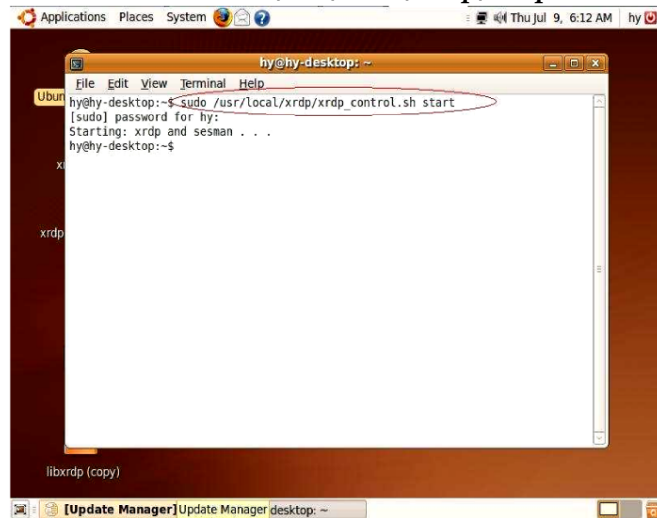 Applications Places System Thu Jul 9, 6:12 AM hy
hy@hy-desktop: ~
File Edit View Terminal Help
hy@hy-desktop:~$ sudo /usr/local/xrdp/xrdp_control.sh start
[sudo] password for hy:
Starting: xrdp and sesman . . .
hy@hy-desktop:~$
Ubun
xr
xrdp
libxrdp (copy)
[Update Manager] Update Manager desktop: ~